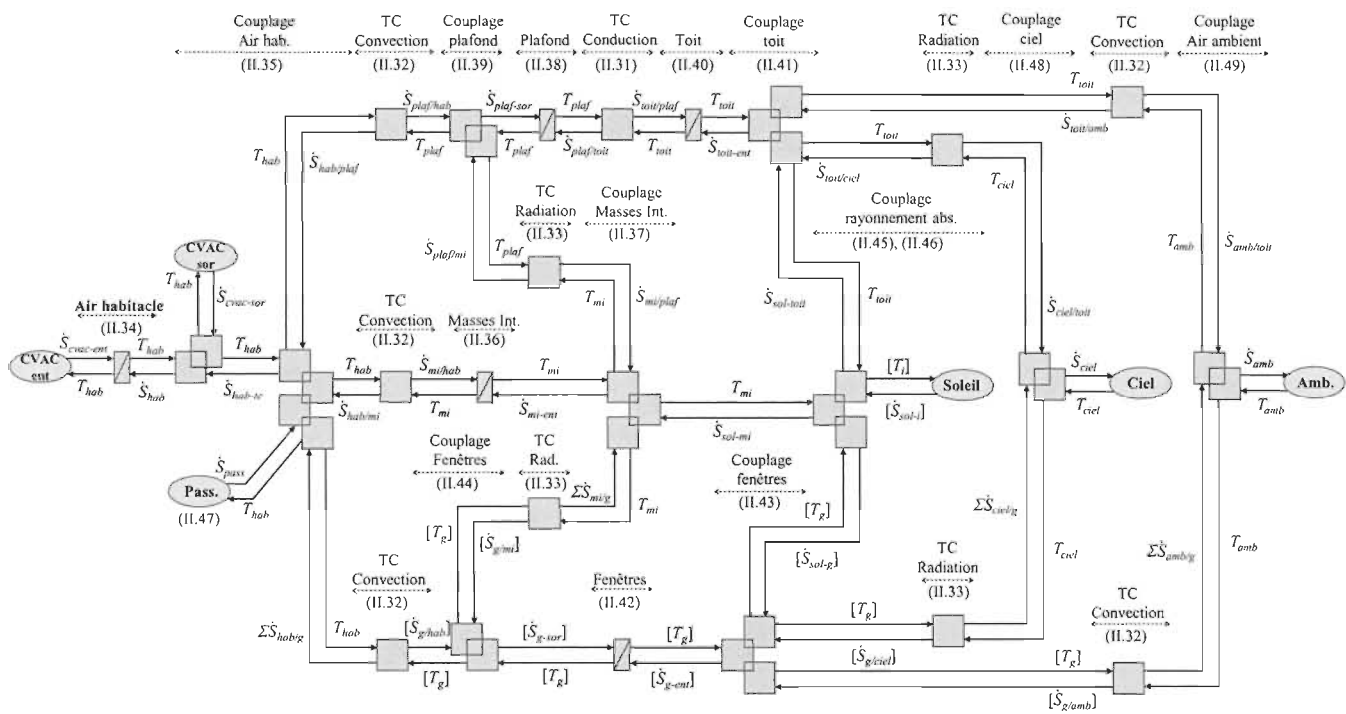 Couplage
Air hab.
(II.35)
TC
Convection
(II.32)
Couplage
plafond
(II.39)
Plafond
(II.38)
TC
Conduction
(II.31)
Toit
(II.40)
Couplage
toit
(II.41)
TC
Radiation
(II.33)
Couplage
ciel
(II.48)
TC
Convection
(II.32)
Couplage
Air ambient
(II.49)
Ṡplaf/hab
Ṡplaf-sor
Tplaf
Ṡtoit/plaf
Ttoit
Ttoit
Tplaf
Tplaf
Ṡplaf/toit
Ttoit
Ṡtoit-ent
Ṡtoit/amb
Ttoit
Ṡtoit/ciel
Tciel
Thab
Ṡhab/plaf
TC
Radiation
(II.33)
Couplage
Masses Int.
(II.37)
Couplage
rayonnement abs.
(II.45), (II.46)
Ṡplaf/mi
Tplaf
Tmi
Ṡmi/plaf
Ṡsol-toit
Ttoit
Tamb
Ṡamb/toit
Ṡciel/toit
CVAC
sor
Thab
Ṡcvac-sor
Air habitacle
(II.34)
TC
Convection
(II.32)
Masses Int.
(II.36)
CVAC
ent
Ṡcvac-ent
Thab
Thab
Thab
Ṡhab
Ṡhab-tc
Thab
Ṡmi/hab
Tmi
Ṡhab/mi
Tmi
Ṡmi-ent
Tmi
Ṡsol-mi
[Ti]
[Ṡsol-i]
Soleil
Ṡciel
Tciel
Ciel
Ṡamb
Tamb
Amb.
Ṡpass
Pass.
(II.47)
Thab
Couplage
Fenêtres
(II.44)
TC
Rad.
(II.33)
ΣṠmi/g
Tmi
[Tg]
[Ṡg/mi]
Couplage
fenêtres
(II.43)
[Tg]
[Ṡsol-g]
ΣṠciel/g
Tciel
ΣṠamb/g
Tamb
TC
Convection
(II.32)
Fenêtres
(II.42)
TC
Radiation
(II.33)
TC
Convection
(II.32)
ΣṠhab/g
Thab
[Ṡg/hab]
[Tg]
[Ṡg-sor]
[Tg]
[Tg]
[Ṡg-ent]
[Tg]
[Ṡg/ciel]
[Tg]
[Ṡg/amb]